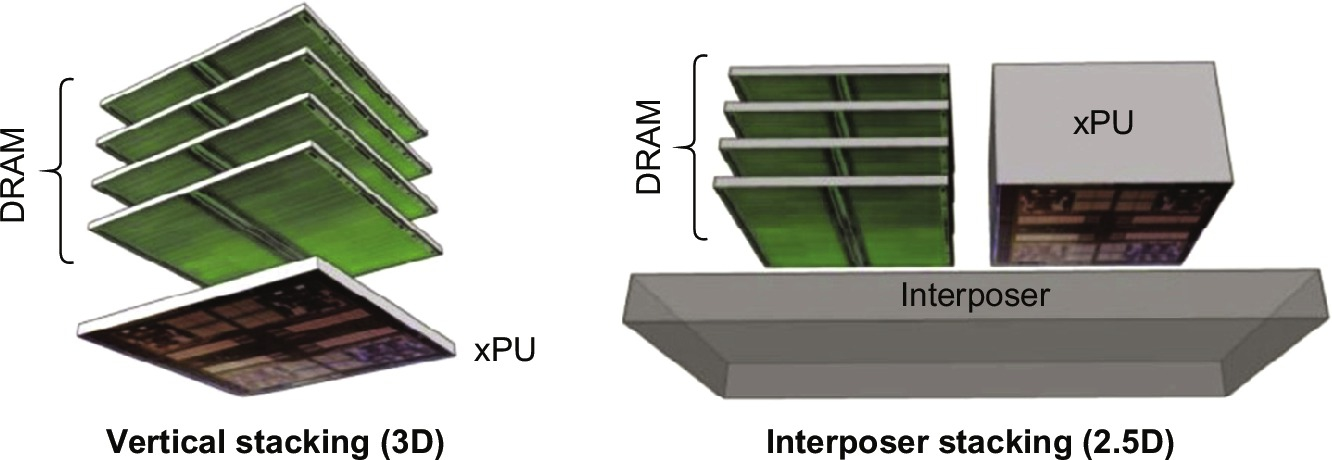 DRAM
xPU
Vertical stacking (3D)
DRAM
xPU
Interposer
Interposer stacking (2.5D)